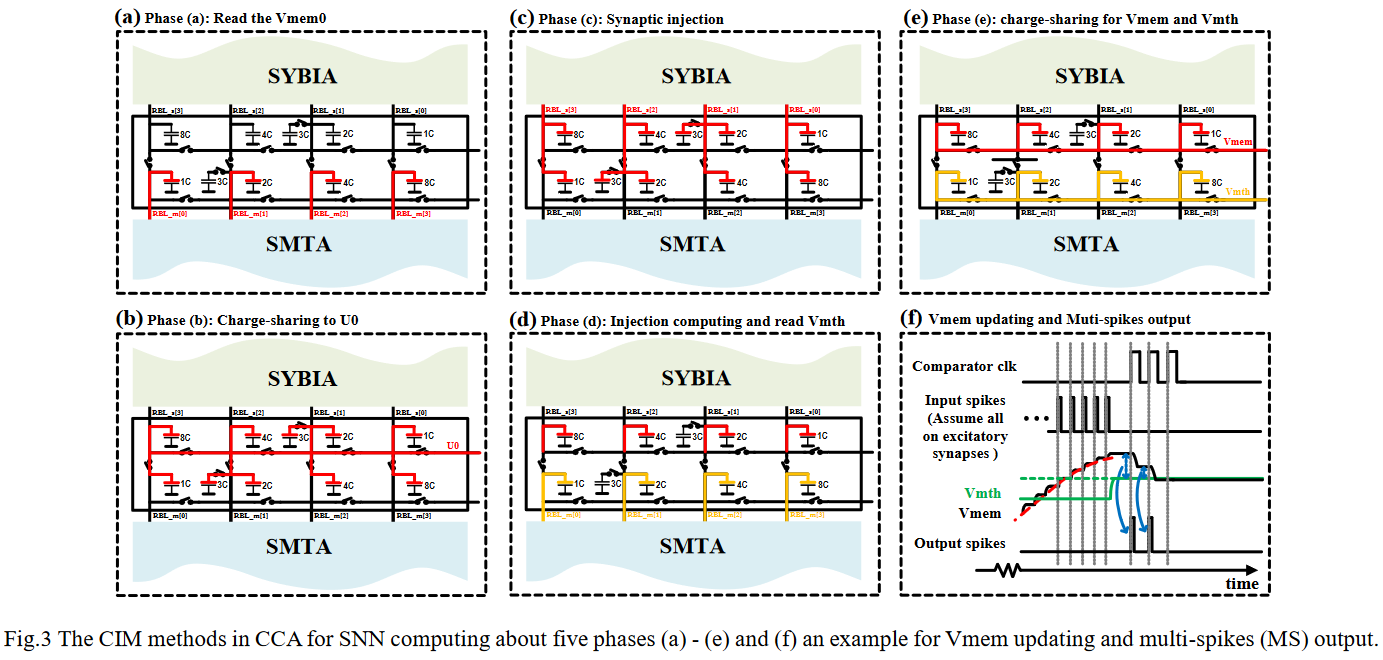 (a) Phase (a): Read the Vmem0
SYBIA
RBL_s[3] RBL_s[2] RBL_s[1] RBL_s[0]
8C 4C 3C 2C 1C
1C 3C 2C 4C 8C
RBL_m[0] RBL_m[1] RBL_m[2] RBL_m[3]
SMTA
(c) Phase (c): Synaptic injection
SYBIA
RBL_s[3] RBL_s[2] RBL_s[1] RBL_s[0]
8C 4C 3C 2C 1C
1C 3C 2C 4C 8C
RBL_m[0] RBL_m[1] RBL_m[2] RBL_m[3]
SMTA
(e) Phase (e): charge-sharing for Vmem and Vmth
SYBIA
RBL_s[3] RBL_s[2] RBL_s[1] RBL_s[0]
8C 4C 3C 2C 1C
Vmem
1C 3C 2C 4C 8C
Vmth
RBL_m[0] RBL_m[1] RBL_m[2] RBL_m[3]
SMTA
(b) Phase (b): Charge-sharing to U0
SYBIA
RBL_s[3] RBL_s[2] RBL_s[1] RBL_s[0]
8C 4C 3C 2C 1C
U0
1C 3C 2C 4C 8C
RBL_m[0] RBL_m[1] RBL_m[2] RBL_m[3]
SMTA
(d) Phase (d): Injection computing and read Vmth
SYBIA
RBL_s[3] RBL_s[2] RBL_s[1] RBL_s[0]
8C 4C 3C 2C 1C
1C 3C 2C 4C 8C
RBL_m[0] RBL_m[1] RBL_m[2] RBL_m[3]
SMTA
(f) Vmem updating and Muti-spikes output
Comparator clk
Input spikes
(Assume all
on excitatory
synapses )
Vmth
Vmem
Output spikes
time
Fig.3 The CIM methods in CCA for SNN computing about five phases (a) - (e) and (f) an example for Vmem updating and multi-spikes (MS) output.